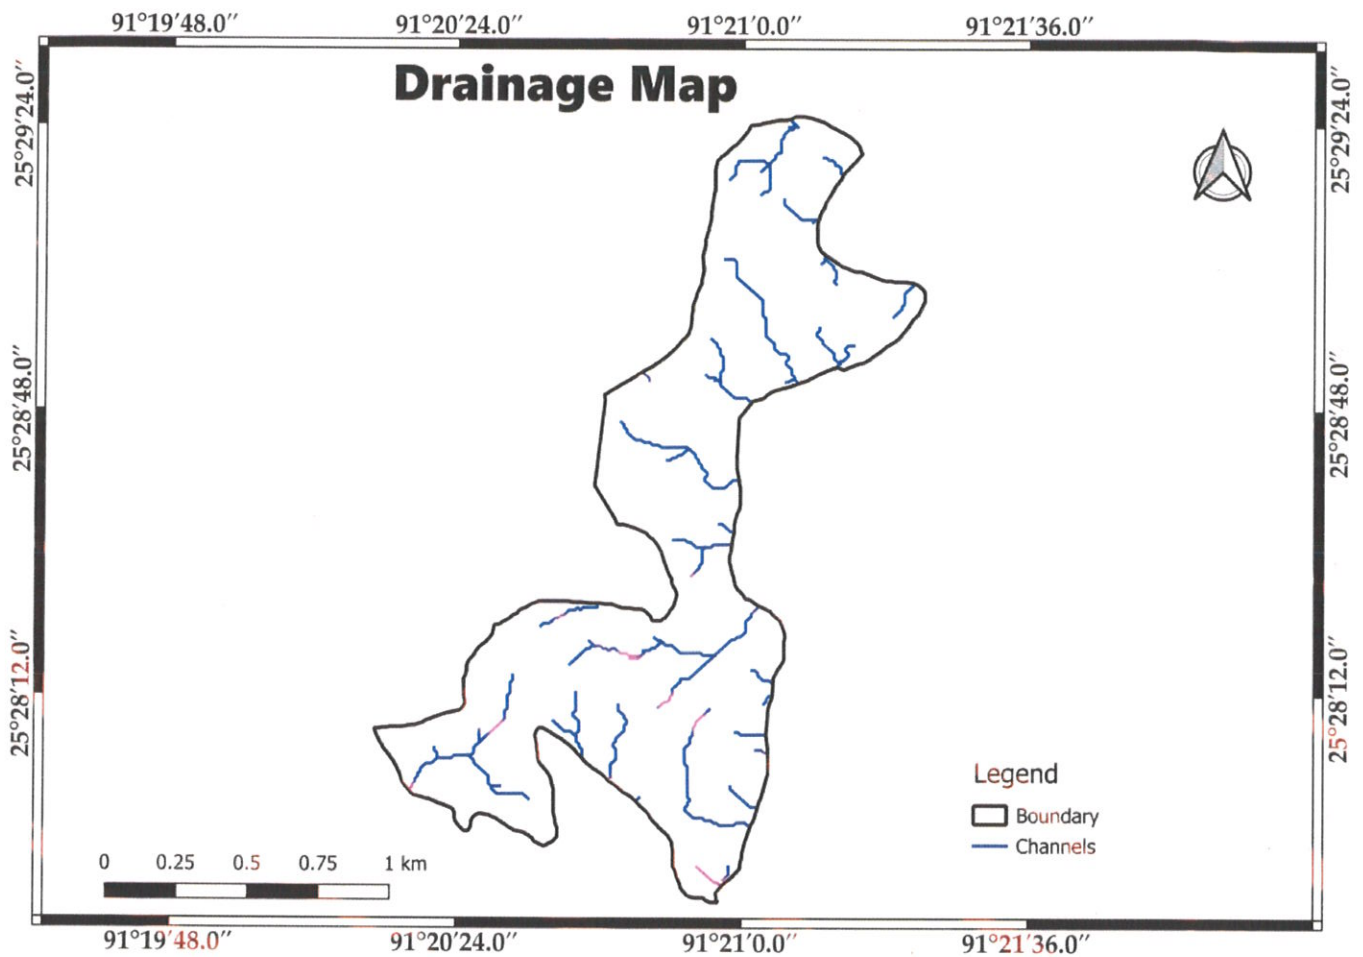 91°19′48.0″ 91°20′24.0″ 91°21′0.0″ 91°21′36.0″
Drainage Map
25°29′24.0″
25°28′48.0″
25°28′12.0″
25°29′24.0″
25°28′48.0″
25°28′12.0″
Legend
Boundary
Channels
0 0.25 0.5 0.75 1 km
91°19′48.0″ 91°20′24.0″ 91°21′0.0″ 91°21′36.0″